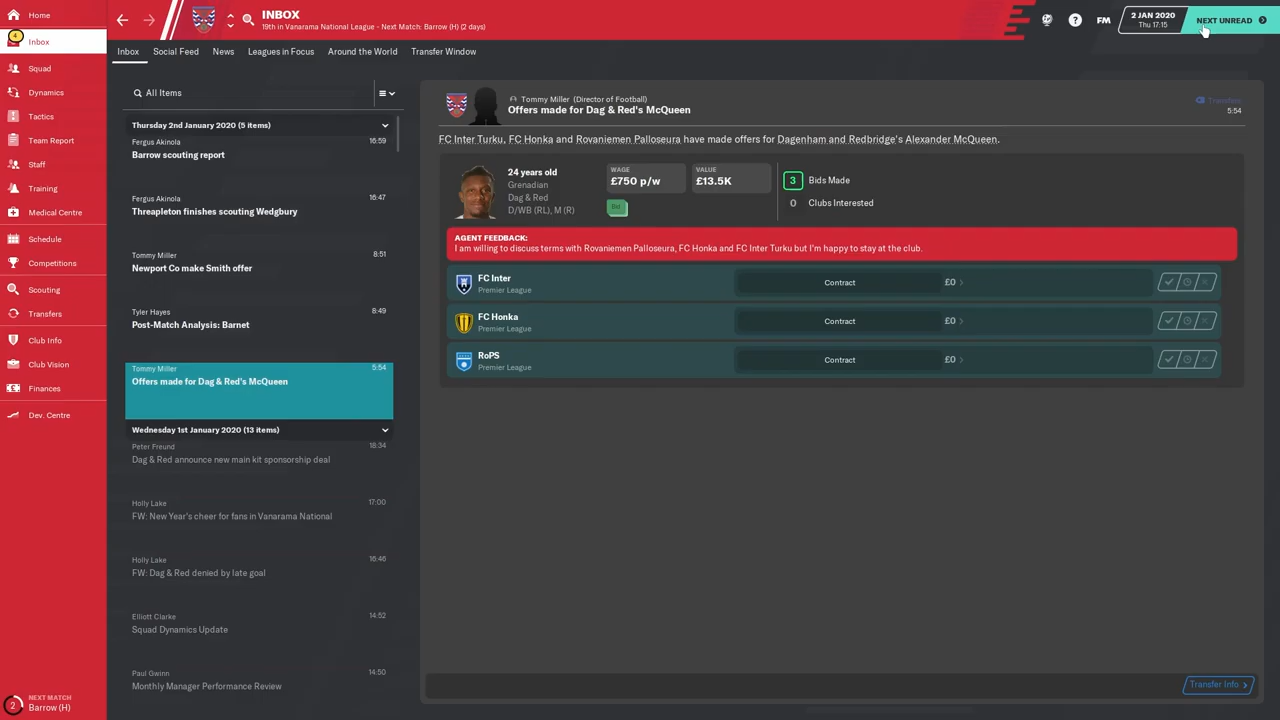 Home
INBOX
19th in Vanarama National League - Next Match: Barrow (H) (2 days)
FM
2 JAN 2020
Thu 17:15
NEXT UNREAD
4
Inbox
Squad
Dynamics
Tactics
Team Report
Staff
Training
Medical Centre
Schedule
Competitions
Scouting
Transfers
Club Info
Club Vision
Finances
Dev. Centre
2
NEXT MATCH
Barrow (H)
Inbox
Social Feed
News
Leagues in Focus
Around the World
Transfer Window
All Items
Thursday 2nd January 2020 (5 items)
Fergus Akinola 16:59
Barrow scouting report
Fergus Akinola 16:47
Threapleton finishes scouting Wedgbury
Tommy Miller 8:51
Newport Co make Smith offer
Tyler Hayes 8:49
Post-Match Analysis: Barnet
Tommy Miller 5:54
Offers made for Dag & Red's McQueen
Wednesday 1st January 2020 (13 items)
Peter Freund 18:34
Dag & Red announce new main kit sponsorship deal
Holly Lake 17:00
FW: New Year's cheer for fans in Vanarama National
Holly Lake 16:46
FW: Dag & Red denied by late goal
Elliott Clarke 14:52
Squad Dynamics Update
Paul Gwinn 14:50
Monthly Manager Performance Review
Tommy Miller (Director of Football)
Offers made for Dag & Red's McQueen
Transfers
5:54
FC Inter Turku, FC Honka and Rovaniemen Palloseura have made offers for Dagenham and Redbridge's Alexander McQueen.
24 years old
Grenadian
Dag & Red
D/WB (RL), M (R)
WAGE
£750 p/w
VALUE
£13.5K
Bid
3 Bids Made
0 Clubs Interested
AGENT FEEDBACK:
I am willing to discuss terms with Rovaniemen Palloseura, FC Honka and FC Inter Turku but I'm happy to stay at the club.
FC Inter
Premier League
Contract
£0
FC Honka
Premier League
Contract
£0
RoPS
Premier League
Contract
£0
Transfer Info